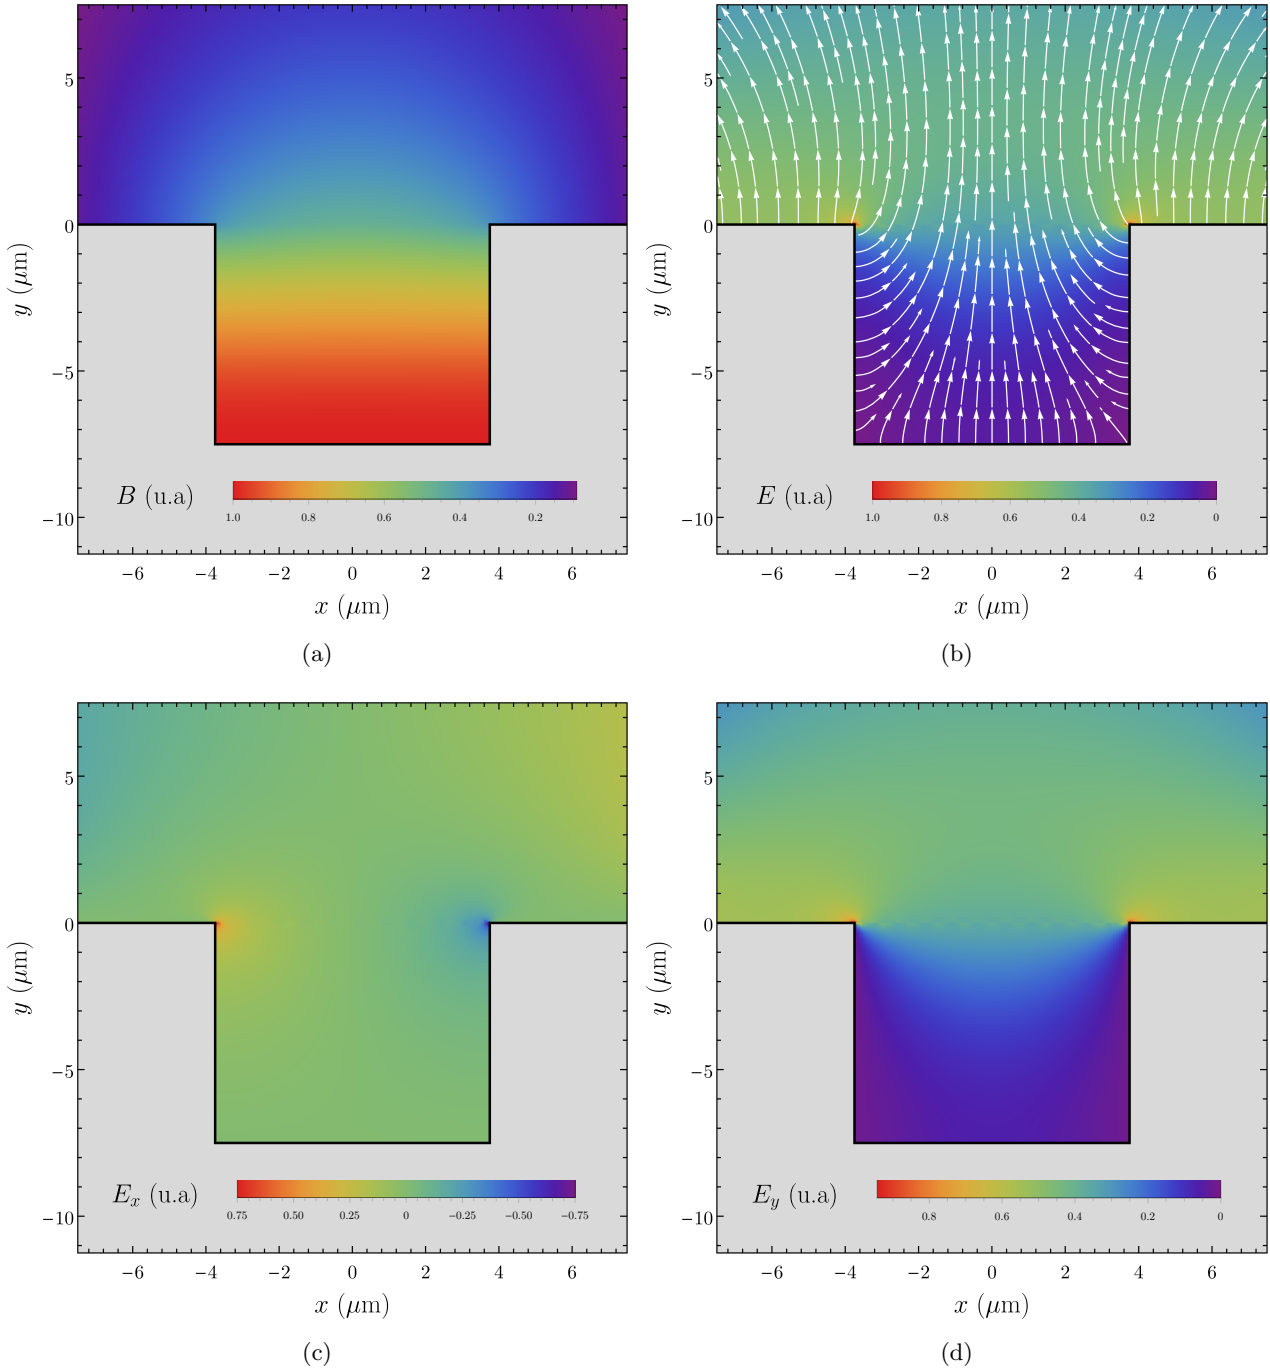 5
0
−5
−10
y (μm)
B (u.a)
1.0 0.8 0.6 0.4 0.2
−6 −4 −2 0 2 4 6
x (μm)
(a)
5
0
−5
−10
y (μm)
E (u.a)
1.0 0.8 0.6 0.4 0.2 0
−6 −4 −2 0 2 4 6
x (μm)
(b)
5
0
−5
−10
y (μm)
Eₓ (u.a)
0.75 0.50 0.25 0 −0.25 −0.50 −0.75
−6 −4 −2 0 2 4 6
x (μm)
(c)
5
0
−5
−10
y (μm)
E_y (u.a)
0.8 0.6 0.4 0.2 0
−6 −4 −2 0 2 4 6
x (μm)
(d)